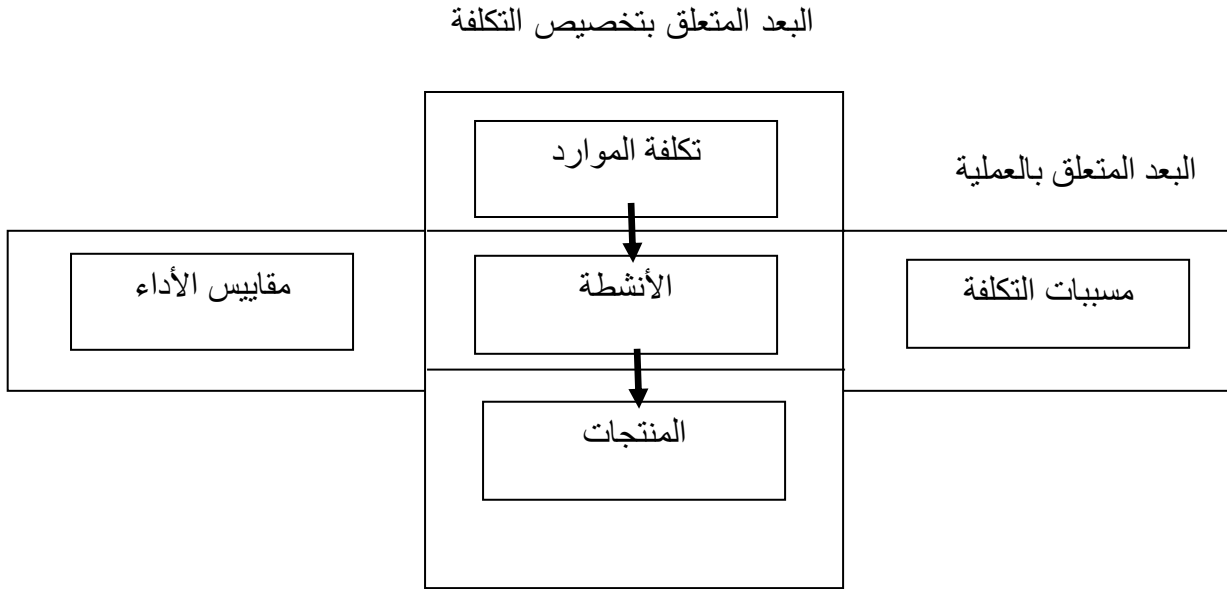 البعد المتعلق بتخصيص التكلفة
تكلفة الموارد
البعد المتعلق بالعملية
مسببات التكلفة
الأنشطة
مقاييس الأداء
المنتجات